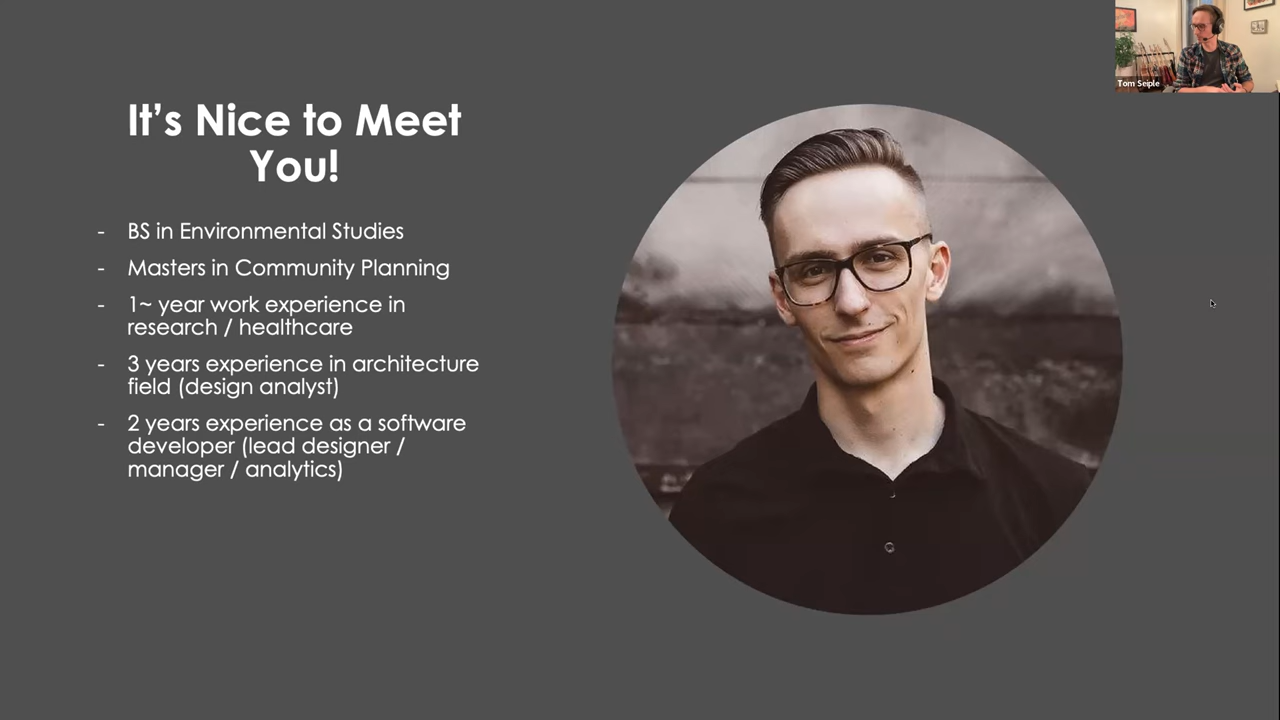 It's Nice to Meet
You!
- BS in Environmental Studies
- Masters in Community Planning
- 1~ year work experience in
research / healthcare
- 3 years experience in architecture
field (design analyst)
- 2 years experience as a software
developer (lead designer /
manager / analytics)
Tom Seiple